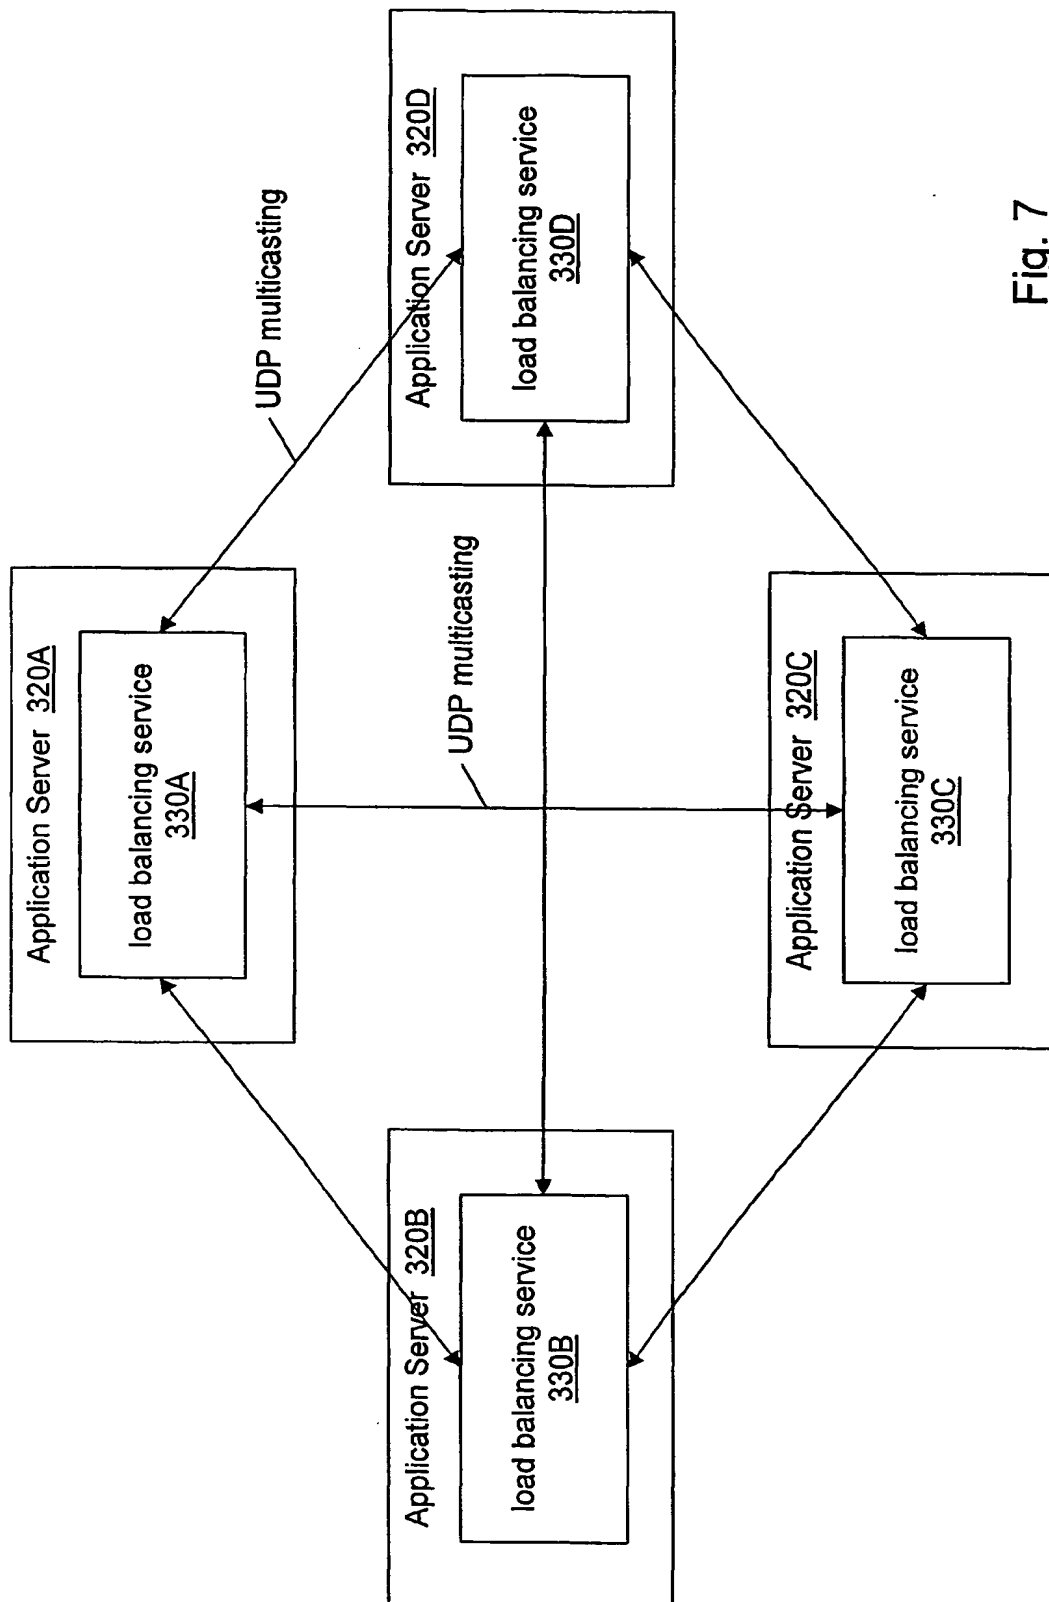 Application Server 320A
load balancing service
330A
UDP multicasting
Application Server 320B
load balancing service
330B
UDP multicasting
Application Server 320D
load balancing service
330D
Application Server 320C
load balancing service
330C
Fig. 7